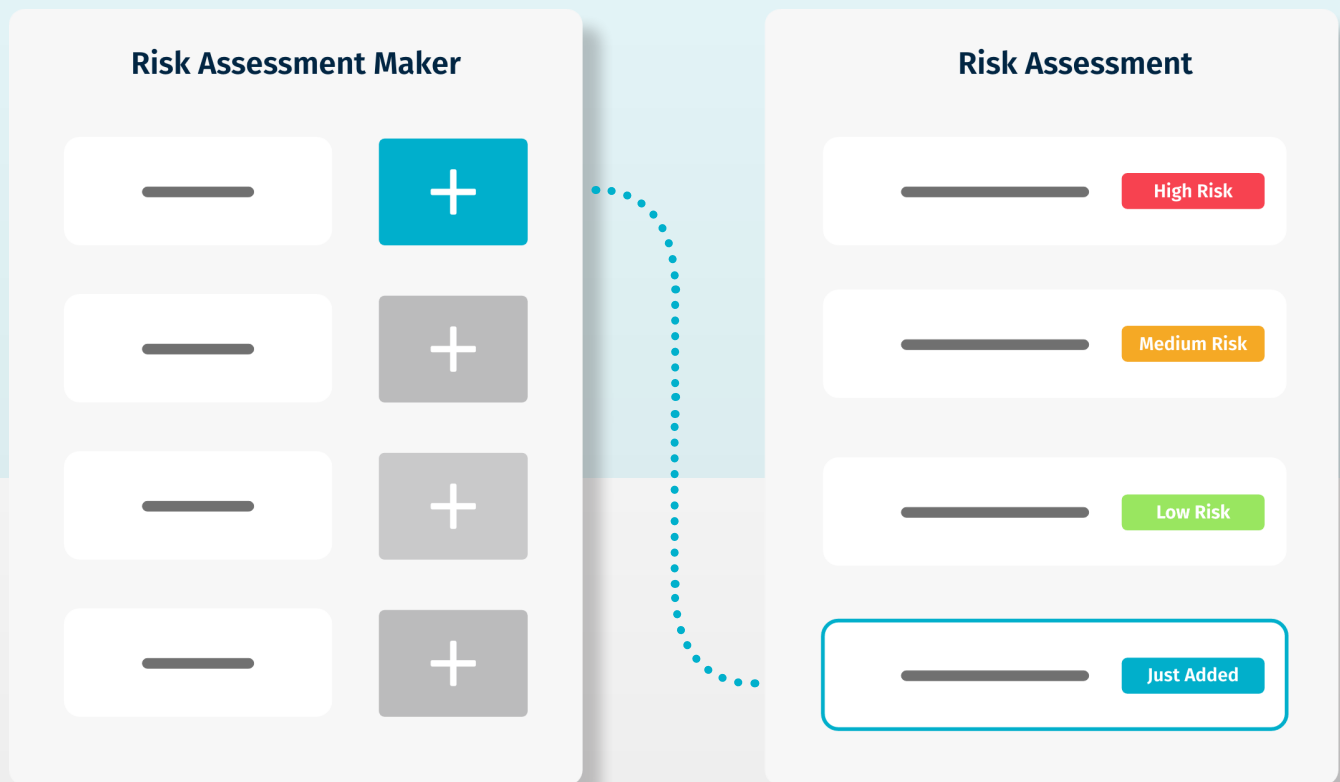 Risk Assessment Maker
Risk Assessment
High Risk
Medium Risk
Low Risk
Just Added